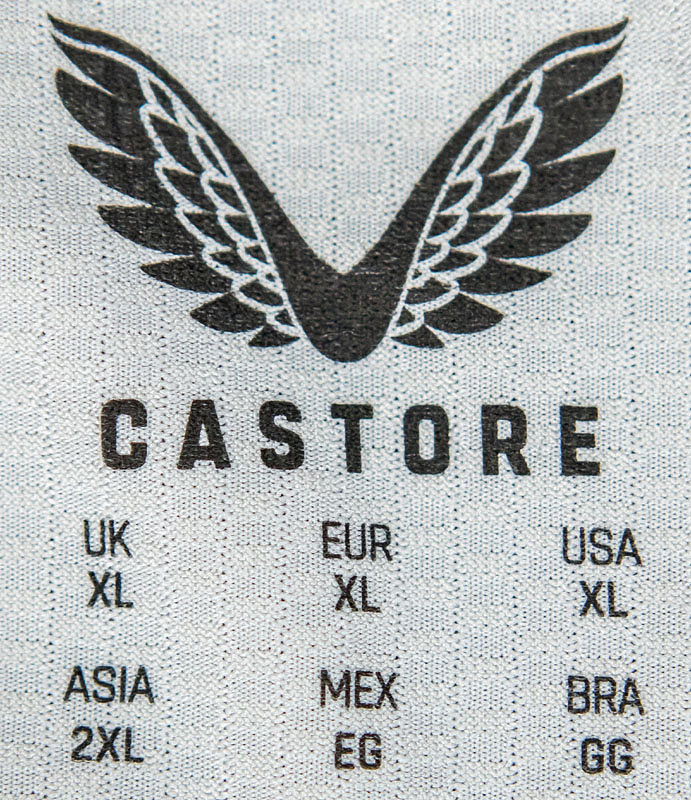 CASTORE
UK EUR USA
XL XL XL
ASIA MEX BRA
2XL EG GG